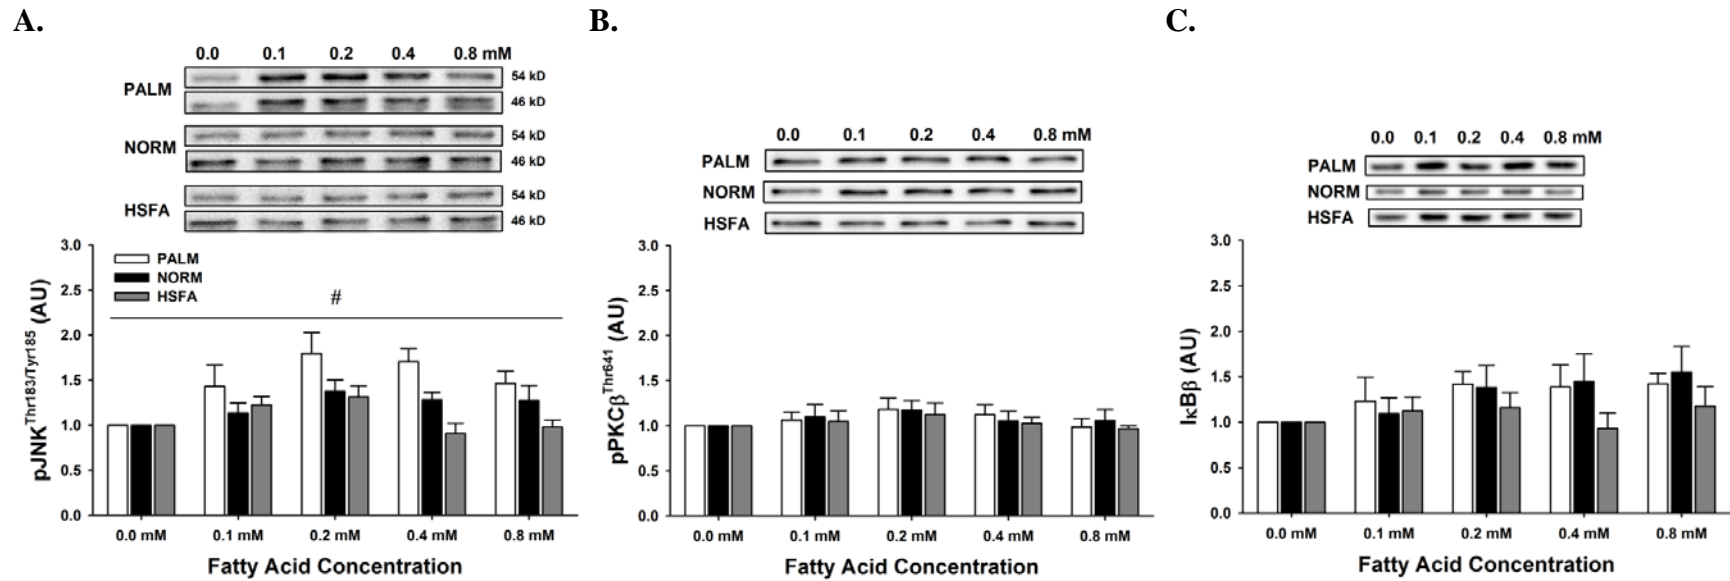 A.
0.0 0.1 0.2 0.4 0.8 mM
PALM
54 kD
46 kD
NORM
54 kD
46 kD
HSFA
54 kD
46 kD
PALM
NORM
HSFA
#
pJNK^Thr183/Tyr185 (AU)
3.0
2.5
2.0
1.5
1.0
0.5
0.0
0.0 mM 0.1 mM 0.2 mM 0.4 mM 0.8 mM
Fatty Acid Concentration
B.
0.0 0.1 0.2 0.4 0.8 mM
PALM
NORM
HSFA
pPKCβ^Thr641 (AU)
3.0
2.5
2.0
1.5
1.0
0.5
0.0
0.0 mM 0.1 mM 0.2 mM 0.4 mM 0.8 mM
Fatty Acid Concentration
C.
0.0 0.1 0.2 0.4 0.8 mM
PALM
NORM
HSFA
IκBβ (AU)
3.0
2.5
2.0
1.5
1.0
0.5
0.0
0.0 mM 0.1 mM 0.2 mM 0.4 mM 0.8 mM
Fatty Acid Concentration